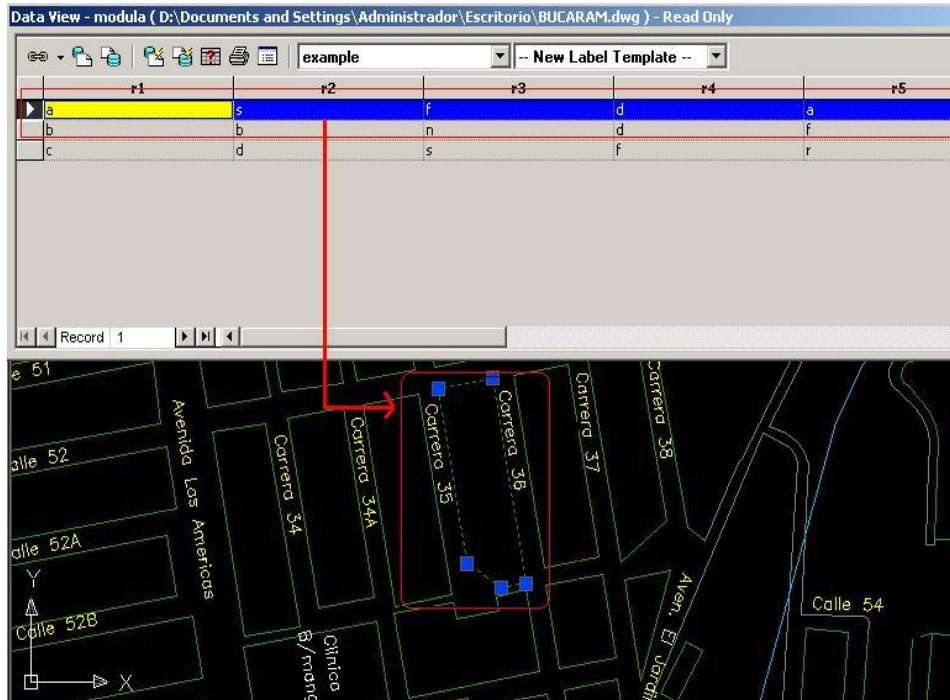 Data View - modula ( D:\Documents and Settings\Administrador\Escritorio\BUCARAM.dwg ) - Read Only
example
-- New Label Template --
r1 r2 r3 r4 r5
a s f d a
b b n d f
c d s f r
Record 1
e 51
Avenida Las Americas
alle 52
Carrera 34
Carrera 34A
Carrera 35
Carrera 36
Carrera 37
Carrera 38
alle 52A
Y
Calle 52B
X
Clinica
B/mang
Aven. El Jardi
Calle 54